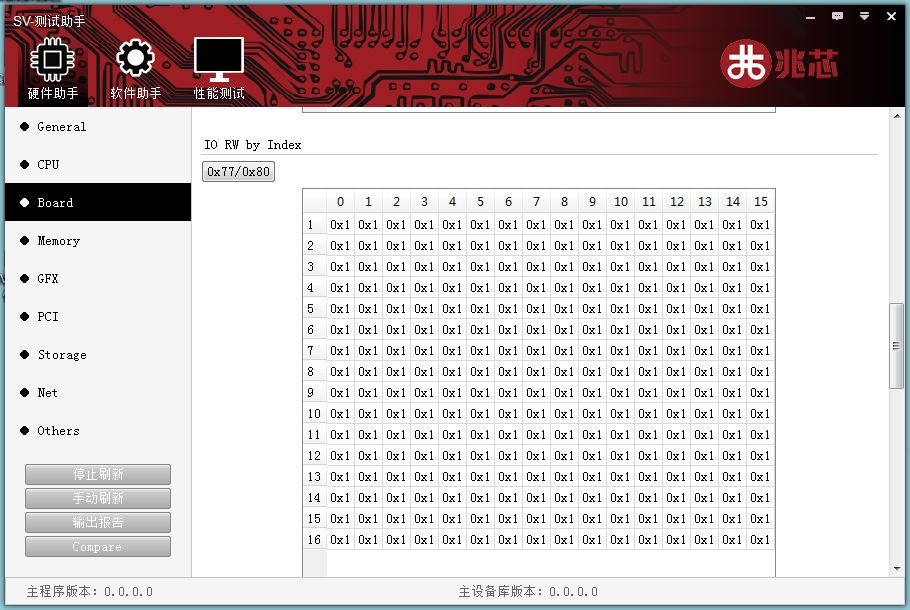 SV-测试助手
硬件助手 软件助手 性能测试 兆芯
General
CPU
Board
Memory
GFX
PCI
Storage
Net
Others
停止刷新
手动刷新
输出报告
Compare
IO RW by Index
0x77/0x80
0 1 2 3 4 5 6 7 8 9 10 11 12 13 14 15
1 0x1 0x1 0x1 0x1 0x1 0x1 0x1 0x1 0x1 0x1 0x1 0x1 0x1 0x1 0x1 0x1
2 0x1 0x1 0x1 0x1 0x1 0x1 0x1 0x1 0x1 0x1 0x1 0x1 0x1 0x1 0x1 0x1
3 0x1 0x1 0x1 0x1 0x1 0x1 0x1 0x1 0x1 0x1 0x1 0x1 0x1 0x1 0x1 0x1
4 0x1 0x1 0x1 0x1 0x1 0x1 0x1 0x1 0x1 0x1 0x1 0x1 0x1 0x1 0x1 0x1
5 0x1 0x1 0x1 0x1 0x1 0x1 0x1 0x1 0x1 0x1 0x1 0x1 0x1 0x1 0x1 0x1
6 0x1 0x1 0x1 0x1 0x1 0x1 0x1 0x1 0x1 0x1 0x1 0x1 0x1 0x1 0x1 0x1
7 0x1 0x1 0x1 0x1 0x1 0x1 0x1 0x1 0x1 0x1 0x1 0x1 0x1 0x1 0x1 0x1
8 0x1 0x1 0x1 0x1 0x1 0x1 0x1 0x1 0x1 0x1 0x1 0x1 0x1 0x1 0x1 0x1
9 0x1 0x1 0x1 0x1 0x1 0x1 0x1 0x1 0x1 0x1 0x1 0x1 0x1 0x1 0x1 0x1
10 0x1 0x1 0x1 0x1 0x1 0x1 0x1 0x1 0x1 0x1 0x1 0x1 0x1 0x1 0x1 0x1
11 0x1 0x1 0x1 0x1 0x1 0x1 0x1 0x1 0x1 0x1 0x1 0x1 0x1 0x1 0x1 0x1
12 0x1 0x1 0x1 0x1 0x1 0x1 0x1 0x1 0x1 0x1 0x1 0x1 0x1 0x1 0x1 0x1
13 0x1 0x1 0x1 0x1 0x1 0x1 0x1 0x1 0x1 0x1 0x1 0x1 0x1 0x1 0x1 0x1
14 0x1 0x1 0x1 0x1 0x1 0x1 0x1 0x1 0x1 0x1 0x1 0x1 0x1 0x1 0x1 0x1
15 0x1 0x1 0x1 0x1 0x1 0x1 0x1 0x1 0x1 0x1 0x1 0x1 0x1 0x1 0x1 0x1
16 0x1 0x1 0x1 0x1 0x1 0x1 0x1 0x1 0x1 0x1 0x1 0x1 0x1 0x1 0x1 0x1
主程序版本: 0.0.0.0 主设备库版本: 0.0.0.0